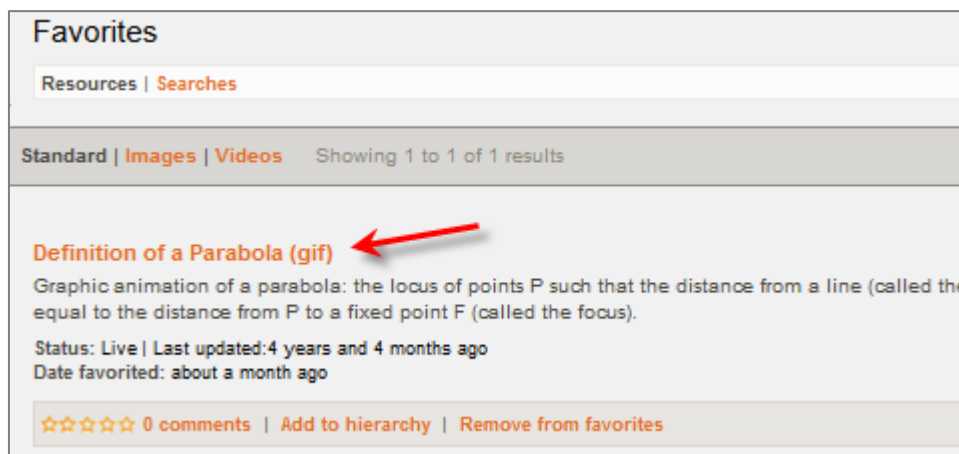 Favorites
Resources | Searches
Standard | Images | Videos Showing 1 to 1 of 1 results
Definition of a Parabola (gif)
Graphic animation of a parabola: the locus of points P such that the distance from a line (called the
equal to the distance from P to a fixed point F (called the focus).
Status: Live | Last updated:4 years and 4 months ago
Date favorited: about a month ago
0 comments | Add to hierarchy | Remove from favorites